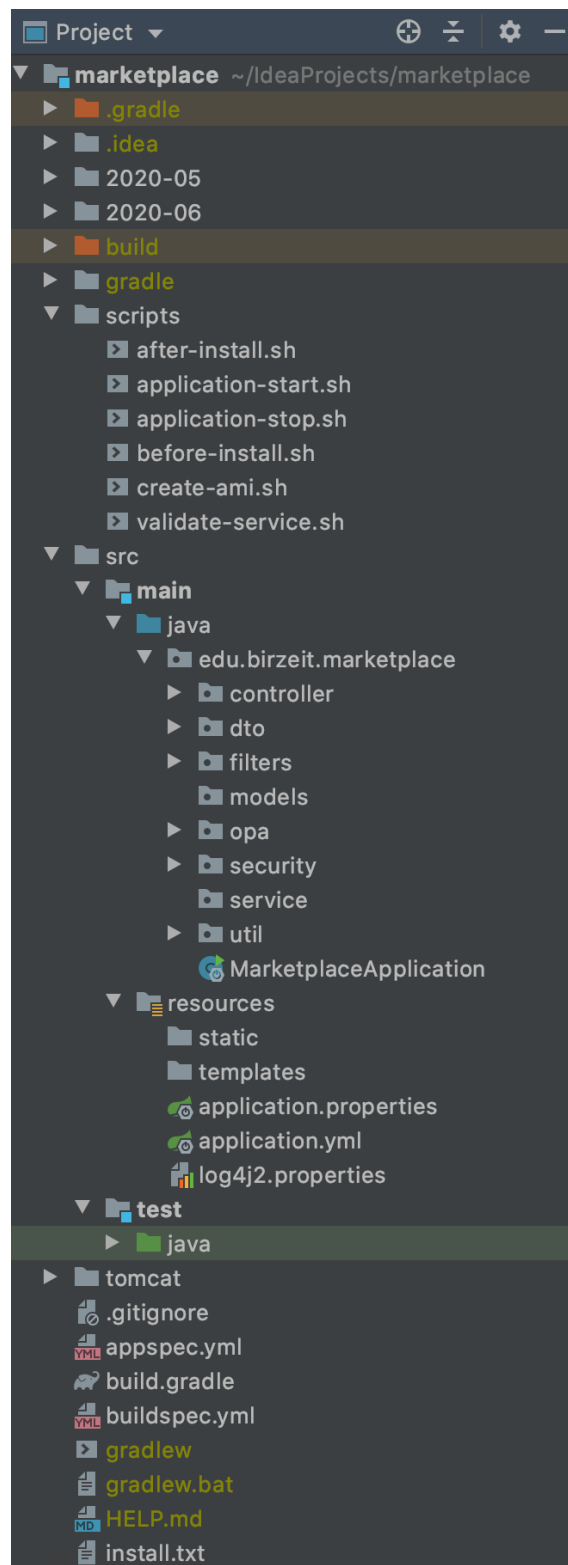 Project
marketplace ~/IdeaProjects/marketplace
.gradle
.idea
2020-05
2020-06
build
gradle
scripts
after-install.sh
application-start.sh
application-stop.sh
before-install.sh
create-ami.sh
validate-service.sh
src
main
java
edu.birzeit.marketplace
controller
dto
filters
models
opa
security
service
util
MarketplaceApplication
resources
static
templates
application.properties
application.yml
log4j2.properties
test
java
tomcat
.gitignore
YML appspec.yml
build.gradle
YML buildspec.yml
gradlew
gradlew.bat
MD HELP.md
install.txt